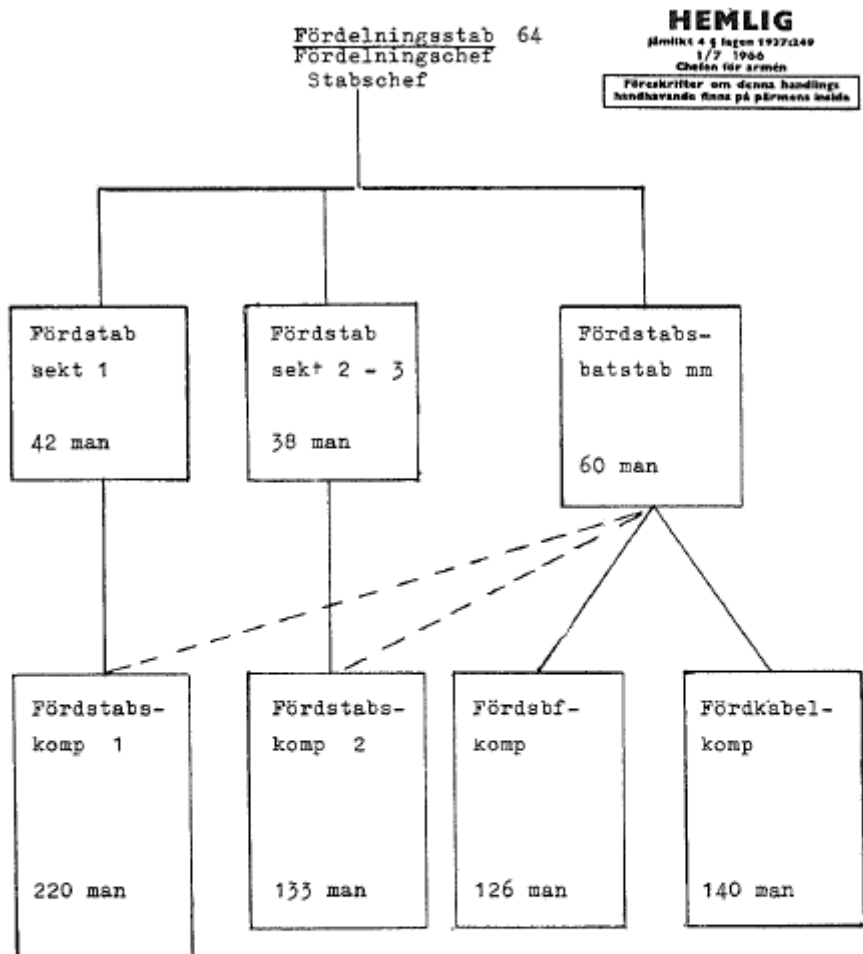 Fördelningsstab 64
Fördelningschef
Stabschef
HEMLIG
jämlikt 4 § lagen 1937:249
1/7 1966
Chefen för armén
Föreskrifter om denna handlings
handhavande finns på pärmens insida
Fördstab
sekt 1
42 man
Fördstab
sekt 2 - 3
38 man
Fördstabs-
batstab mm
60 man
Fördstabs-
komp 1
220 man
Fördstabs-
komp 2
133 man
Fördsbf-
komp
126 man
Fördkabel-
komp
140 man